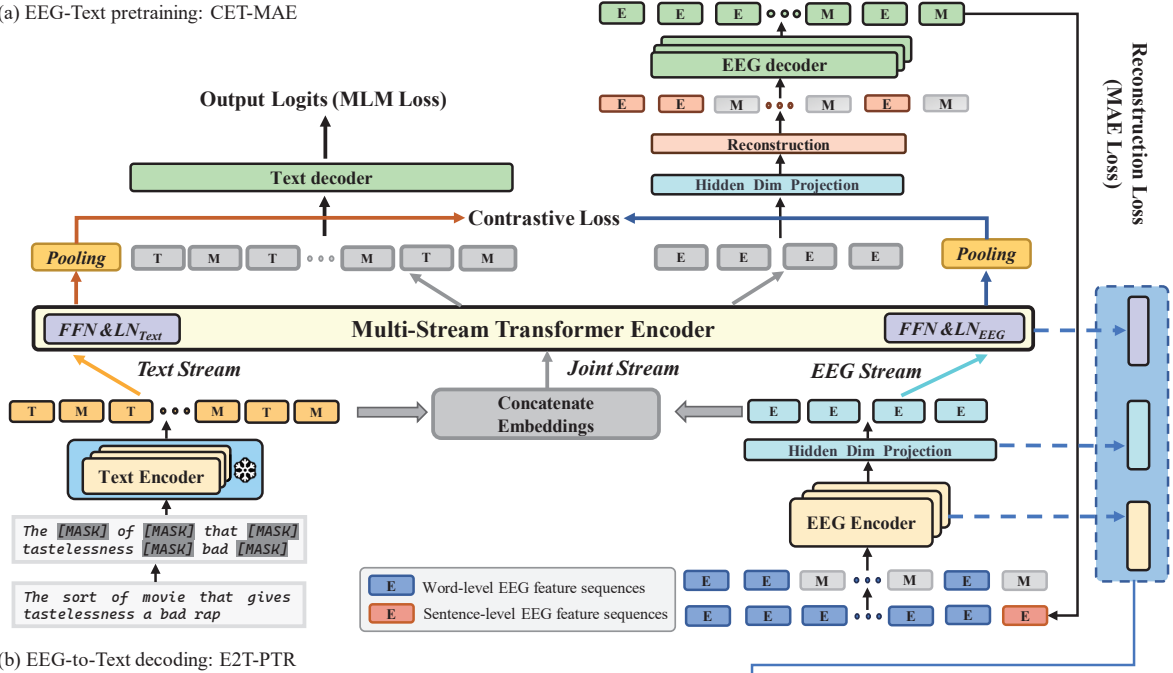 (a) EEG-Text pretraining: CET-MAE
E E E M E M
EEG decoder
E E M M E M
Reconstruction
Hidden Dim Projection
Reconstruction Loss
(MAE Loss)
Output Logits (MLM Loss)
Text decoder
Contrastive Loss
Pooling
T M T M T M
E E E E
Pooling
FFN &LN_Text
Multi-Stream Transformer Encoder
FFN &LN_EEG
Text Stream
Joint Stream
EEG Stream
T M T M T M
Concatenate
Embeddings
E E E E
Hidden Dim Projection
Text Encoder
EEG Encoder
The [MASK] of [MASK] that [MASK]
tastelessness [MASK] bad [MASK]
The sort of movie that gives
tastelessness a bad rap
E Word-level EEG feature sequences
E Sentence-level EEG feature sequences
E E M M E M
E E E E E E
(b) EEG-to-Text decoding: E2T-PTR